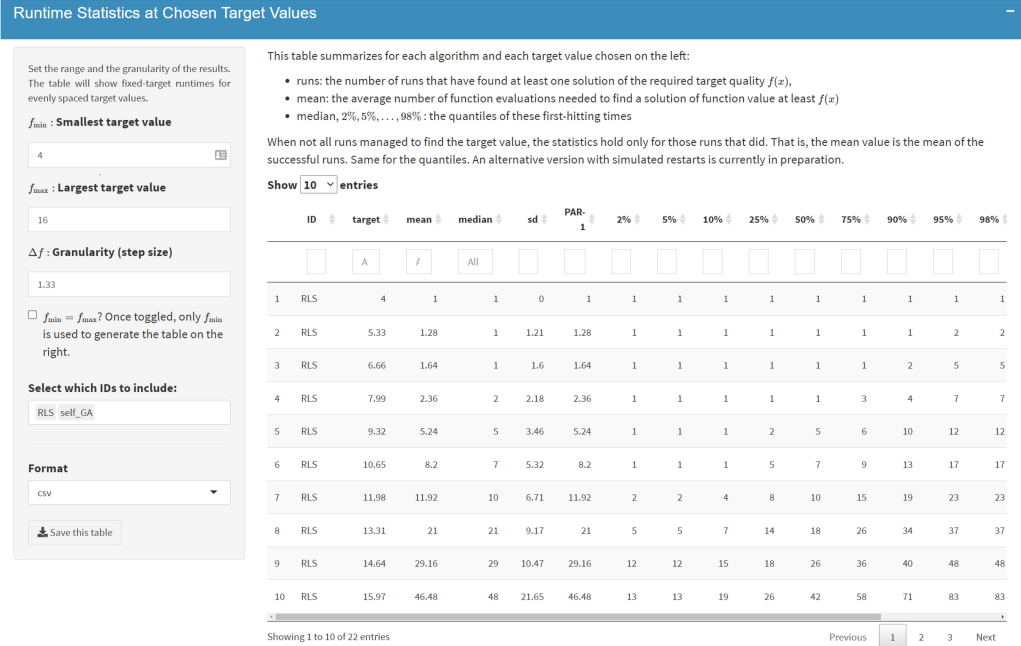 Runtime Statistics at Chosen Target Values
Set the range and the granularity of the results.
The table will show fixed-target runtimes for
evenly spaced target values.
fmin : Smallest target value
4
fmax : Largest target value
16
Δf : Granularity (step size)
1.33
fmin = fmax? Once toggled, only fmin
is used to generate the table on the
right.
Select which IDs to include:
RLS self_GA
Format
csv
Save this table
This table summarizes for each algorithm and each target value chosen on the left:
• runs: the number of runs that have found at least one solution of the required target quality f(x),
• mean: the average number of function evaluations needed to find a solution of function value at least f(x)
• median, 2%, 5%, . . . , 98% : the quantiles of these first-hitting times
When not all runs managed to find the target value, the statistics hold only for those runs that did. That is, the mean value is the mean of the
successful runs. Same for the quantiles. An alternative version with simulated restarts is currently in preparation.
Show 10 entries
ID target mean median sd PAR-1 2% 5% 10% 25% 50% 75% 90% 95% 98%
A All
1 RLS 4 1 1 0 1 1 1 1 1 1 1 1 1 1
2 RLS 5.33 1.28 1 1.21 1.28 1 1 1 1 1 1 1 2 2
3 RLS 6.66 1.64 1 1.6 1.64 1 1 1 1 1 1 2 5 5
4 RLS 7.99 2.36 2 2.18 2.36 1 1 1 1 1 3 4 7 7
5 RLS 9.32 5.24 5 3.46 5.24 1 1 1 2 5 6 10 12 12
6 RLS 10.65 8.2 7 5.32 8.2 1 1 1 5 7 9 13 17 17
7 RLS 11.98 11.92 10 6.71 11.92 2 2 4 8 10 15 19 23 23
8 RLS 13.31 21 21 9.17 21 5 5 7 14 18 26 34 37 37
9 RLS 14.64 29.16 29 10.47 29.16 12 12 15 18 26 36 40 48 48
10 RLS 15.97 46.48 48 21.65 46.48 13 13 19 26 42 58 71 83 83
Showing 1 to 10 of 22 entries
Previous 1 2 3 Next